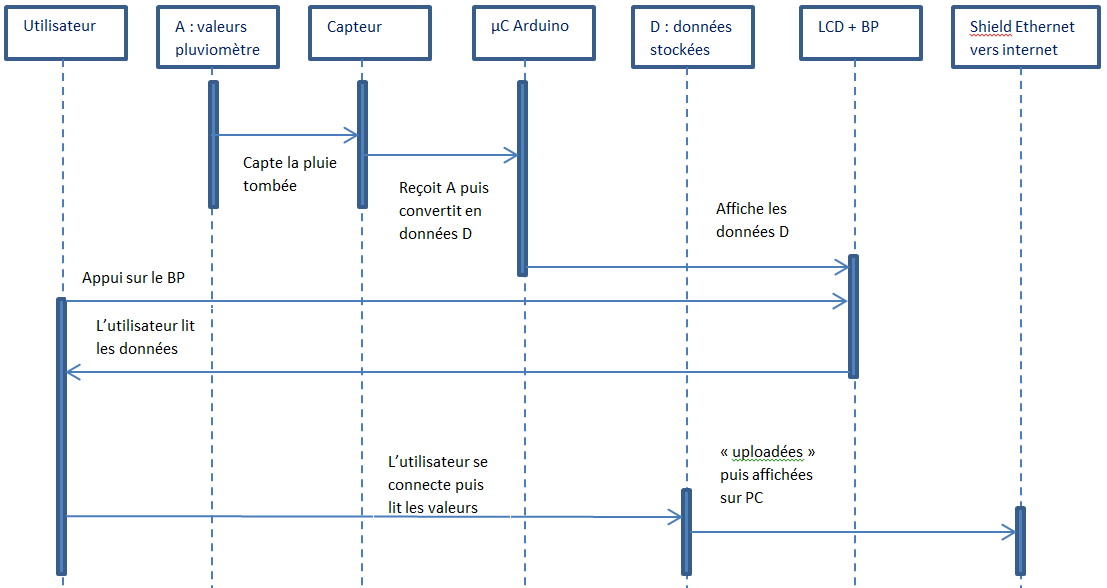 Utilisateur
A : valeurs
pluviomètre
Capteur
µC Arduino
D : données
stockées
LCD + BP
Shield Ethernet
vers internet
Capte la pluie
tombée
Reçoit A puis
convertit en
données D
Affiche les
données D
Appui sur le BP
L’utilisateur lit
les données
L’utilisateur se
connecte puis
lit les valeurs
« uploadées »
puis affichées
sur PC